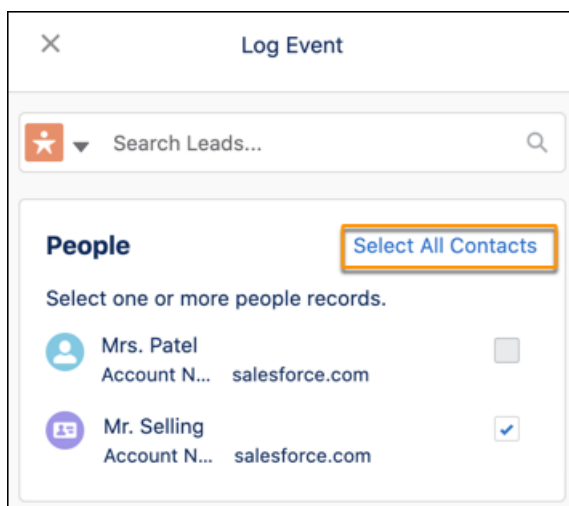 Log Event
Search Leads...
People
Select All Contacts
Select one or more people records.
Mrs. Patel
Account N... salesforce.com
Mr. Selling
Account N... salesforce.com